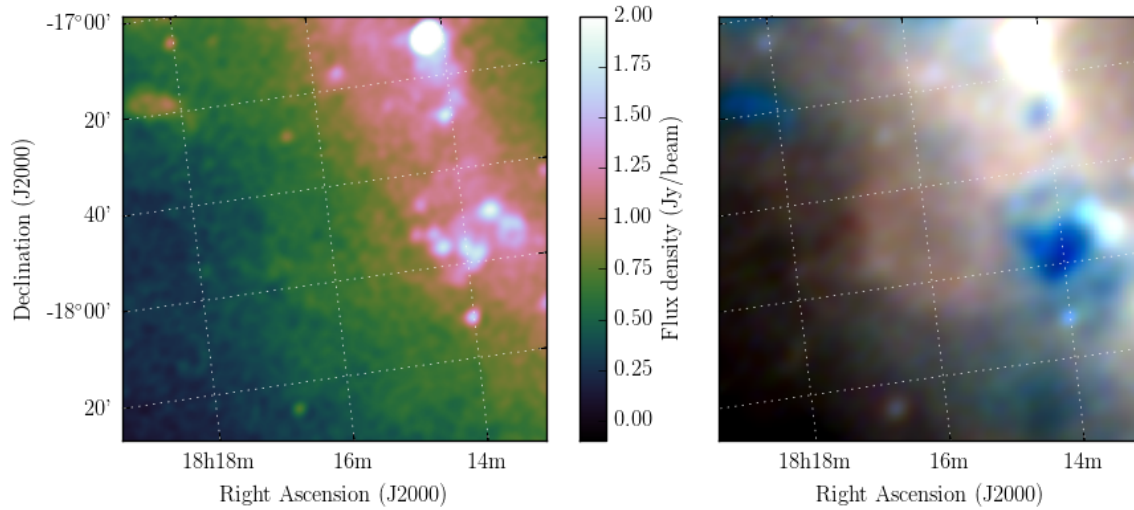 -17°00'
20'
40'
-18°00'
20'
Declination (J2000)
18h18m 16m 14m
Right Ascension (J2000)
2.00
1.75
1.50
1.25
1.00
0.75
0.50
0.25
0.00
Flux density (Jy/beam)
18h18m 16m 14m
Right Ascension (J2000)